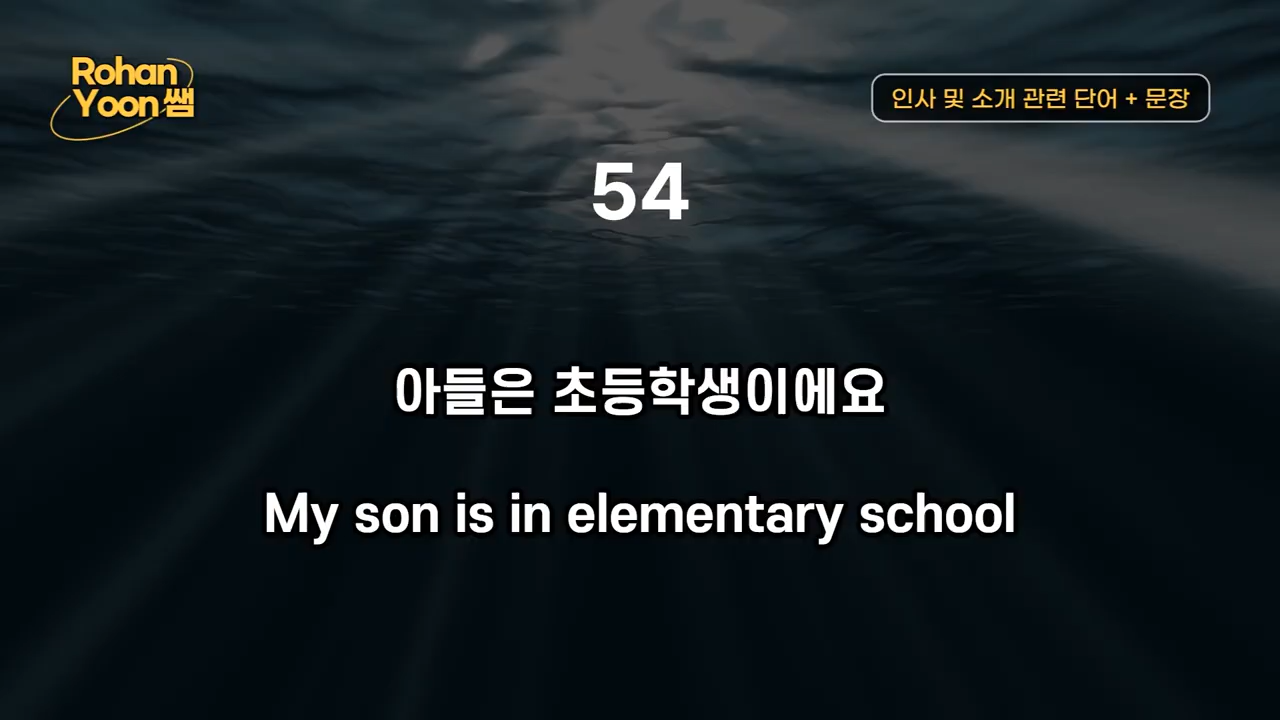 Rohan
Yoon쌤
인사 및 소개 관련 단어 + 문장
54
아들은 초등학생이에요
My son is in elementary school